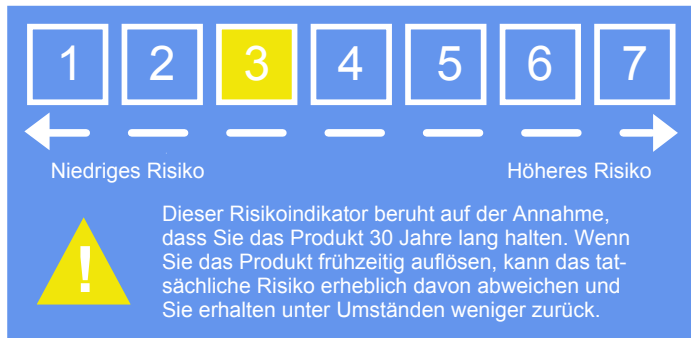 1 2 3 4 5 6 7
Niedriges Risiko Höheres Risiko
!
Dieser Risikoindikator beruht auf der Annahme,
dass Sie das Produkt 30 Jahre lang halten. Wenn
Sie das Produkt frühzeitig auflösen, kann das tat-
sächliche Risiko erheblich davon abweichen und
Sie erhalten unter Umständen weniger zurück.